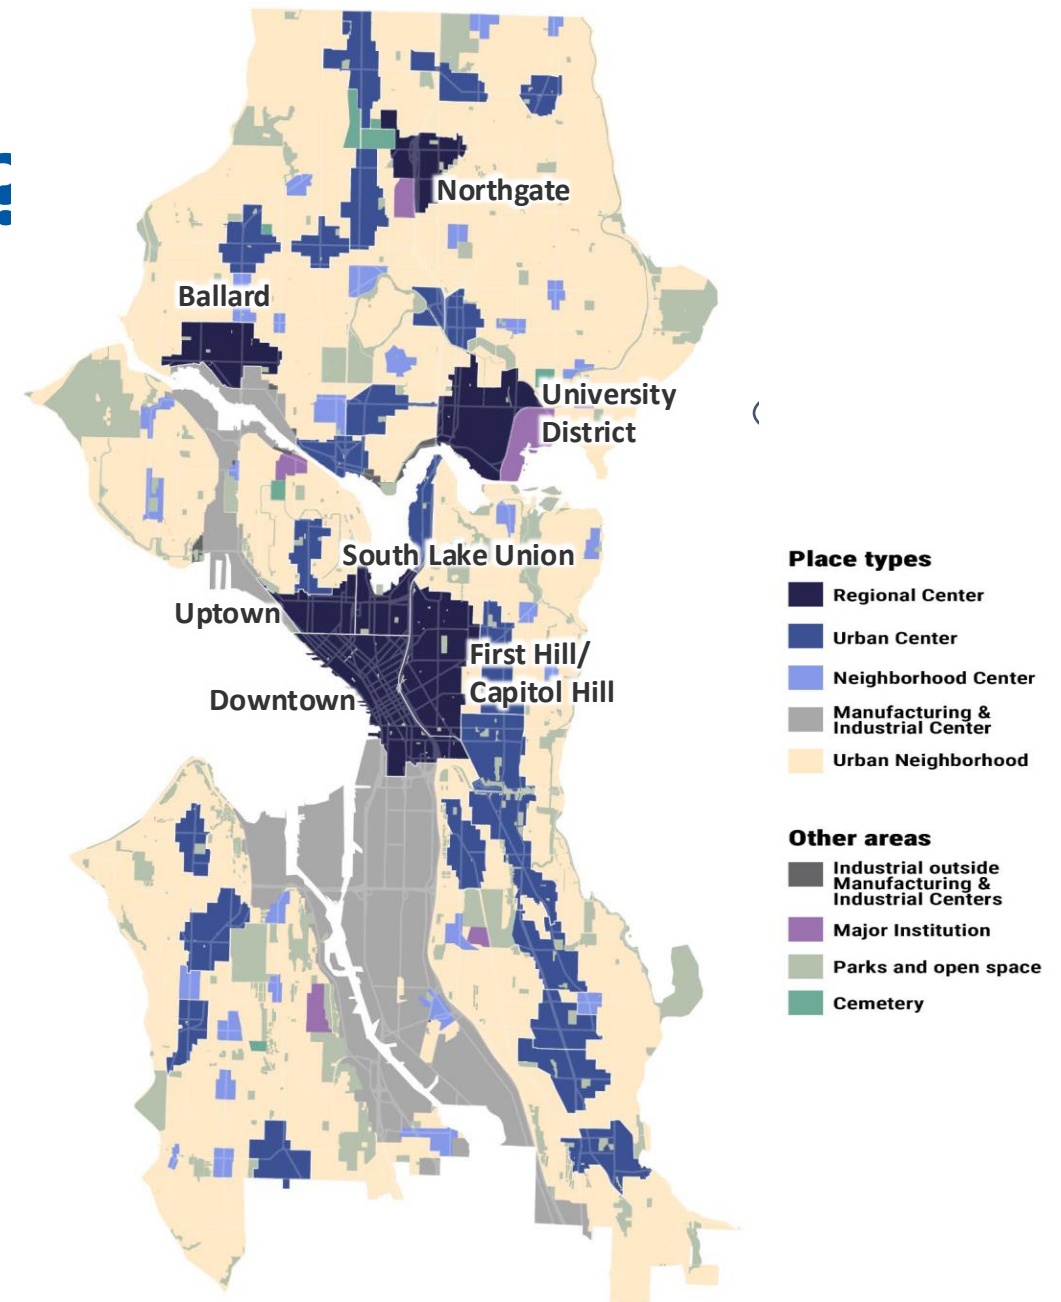 Northgate
Ballard
University
District
South Lake Union
Uptown
First Hill/
Capitol Hill
Downtown
Place types
Regional Center
Urban Center
Neighborhood Center
Manufacturing &
Industrial Center
Urban Neighborhood
Other areas
Industrial outside
Manufacturing &
Industrial Centers
Major Institution
Parks and open space
Cemetery